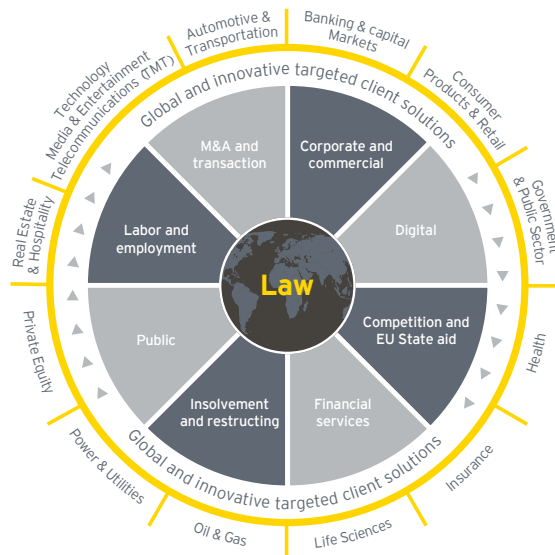 Automotive &
Transportation
Banking & capital
Markets
Consumer
Products & Retail
Government
& Public Sector
Health
Insurance
Life Sciences
Oil & Gas
Power & Utilities
Private Equity
Real Estate
& Hospitality
Technology
Media & Entertainment
Telecommunications (TMT)
Global and innovative targeted client solutions
M&A and
transaction
Corporate and
commercial
Labor and
employment
Digital
Law
Public
Competition and
EU State aid
Insolvement
and restructing
Financial
services
Global and innovative targeted client solutions